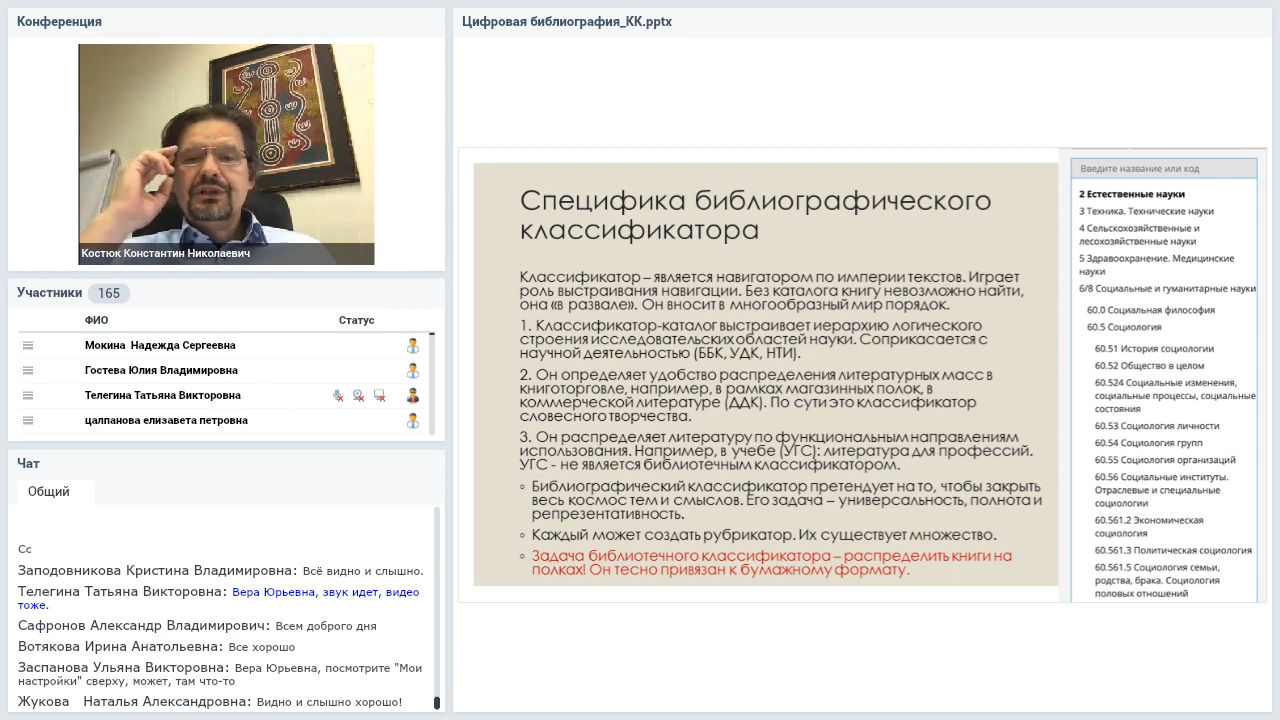 Конференция
Костюк Константин Николаевич
Участники 165
ФИО Статус
Мокина Надежда Сергеевна
Гостева Юлия Владимировна
Телегина Татьяна Викторовна
цалпанова елизавета петровна
Чат
Общий
Сс
Заподовникова Кристина Владимировна: Всё видно и слышно.
Телегина Татьяна Викторовна: Вера Юрьевна, звук идет, видео
тоже.
Сафронов Александр Владимирович: Всем доброго дня
Вотякова Ирина Анатольевна: Все хорошо
Заспанова Ульяна Викторовна: Вера Юрьевна, посмотрите "Мои
настройки" сверху, может, там что-то
Жукова Наталья Александровна: Видно и слышно хорошо!
Цифровая библиография_КК.pptx
Специфика библиографического
классификатора
Классификатор – является навигатором по империи текстов. Играет
роль выстраивания навигации. Без каталога книгу невозможно найти,
она «в развале». Он вносит в многообразный мир порядок.
1. Классификатор-каталог выстраивает иерархию логического
строения исследовательских областей науки. Соприкасается с
научной деятельностью (ББК, УДК, НТИ).
2. Он определяет удобство распределения литературных масс в
книготорговле, например, в рамках магазинных полок, в
коммерческой литературе (ДДК). По сути это классификатор
словесного творчества.
3. Он распределяет литературу по функциональным направлениям
использования. Например, в учебе (УГС): литература для профессий.
УГС - не является библиотечным классификатором.
◦ Библиографический классификатор претендует на то, чтобы закрыть
весь космос тем и смыслов. Его задача – универсальность, полнота и
репрезентативность.
◦ Каждый может создать рубрикатор. Их существует множество.
◦ Задача библиотечного классификатора – распределить книги на
полках! Он тесно привязан к бумажному формату.
Введите название или код
2 Естественные науки
3 Техника. Технические науки
4 Сельскохозяйственные и
лесохозяйственные науки
5 Здравоохранение. Медицинские
науки
6/8 Социальные и гуманитарные науки
60.0 Социальная философия
60.5 Социология
60.51 История социологии
60.52 Общество в целом
60.524 Социальные изменения,
социальные процессы, социальные
состояния
60.53 Социология личности
60.54 Социология групп
60.55 Социология организаций
60.56 Социальные институты.
Отраслевые и специальные
социологии
60.561.2 Экономическая
социология
60.561.3 Политическая социология
60.561.5 Социология семьи,
родства, брака. Социология
половых отношений